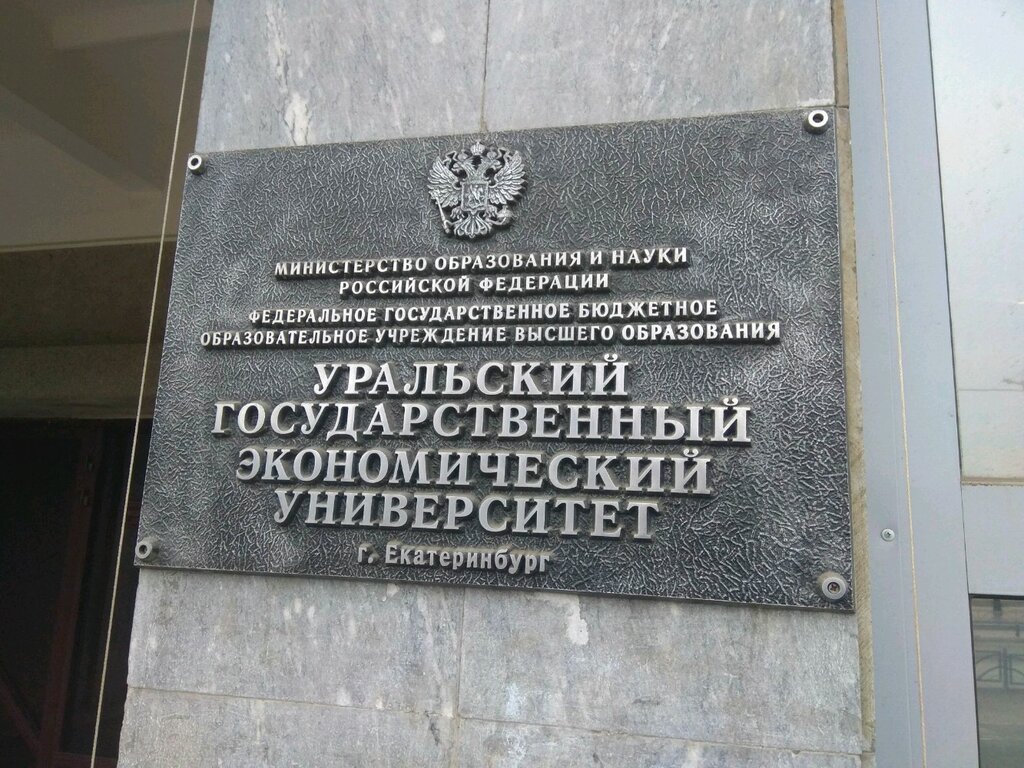 МИНИСТЕРСТВО ОБРАЗОВАНИЯ И НАУКИ
РОССИЙСКОЙ ФЕДЕРАЦИИ
ФЕДЕРАЛЬНОЕ ГОСУДАРСТВЕННОЕ БЮДЖЕТНОЕ
ОБРАЗОВАТЕЛЬНОЕ УЧРЕЖДЕНИЕ ВЫСШЕГО ОБРАЗОВАНИЯ
УРАЛЬСКИЙ
ГОСУДАРСТВЕННЫЙ
ЭКОНОМИЧЕСКИЙ
УНИВЕРСИТЕТ
г. Екатеринбург